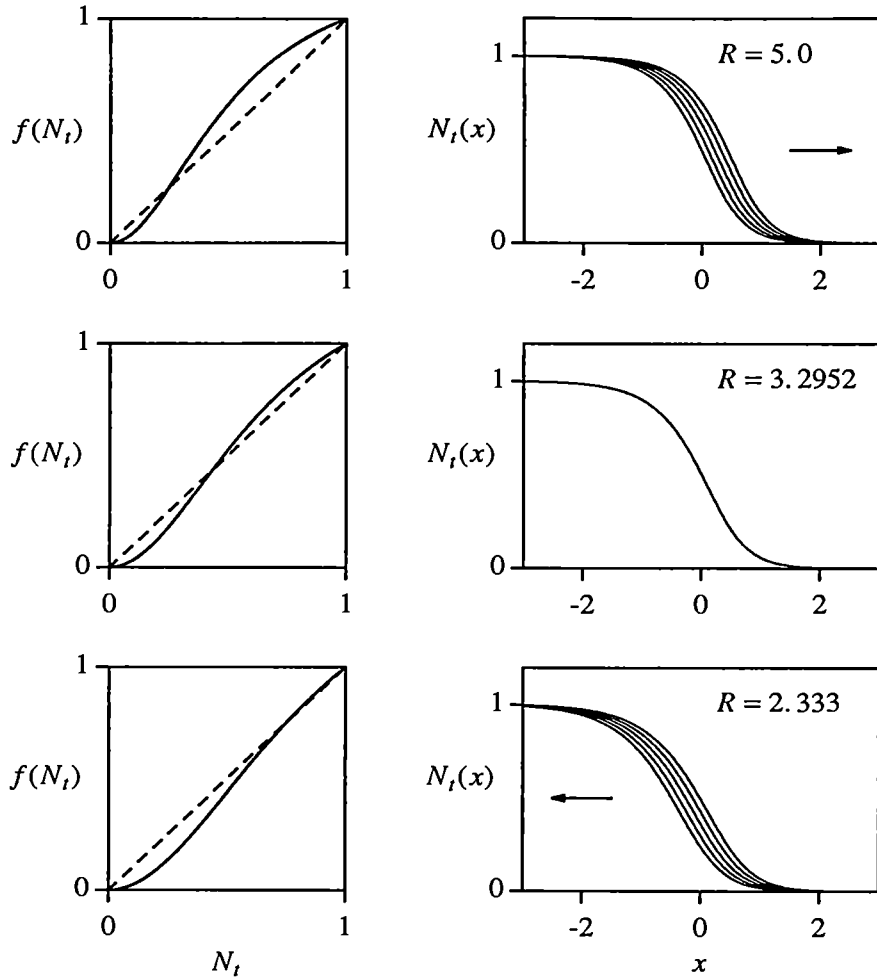 1
f(N_t)
0
0
1
1
N_t(x)
0
R = 5.0
-2
0
2
1
f(N_t)
0
0
1
1
N_t(x)
0
R = 3.2952
-2
0
2
1
f(N_t)
0
0
1
N_t
1
N_t(x)
0
R = 2.333
-2
0
2
x